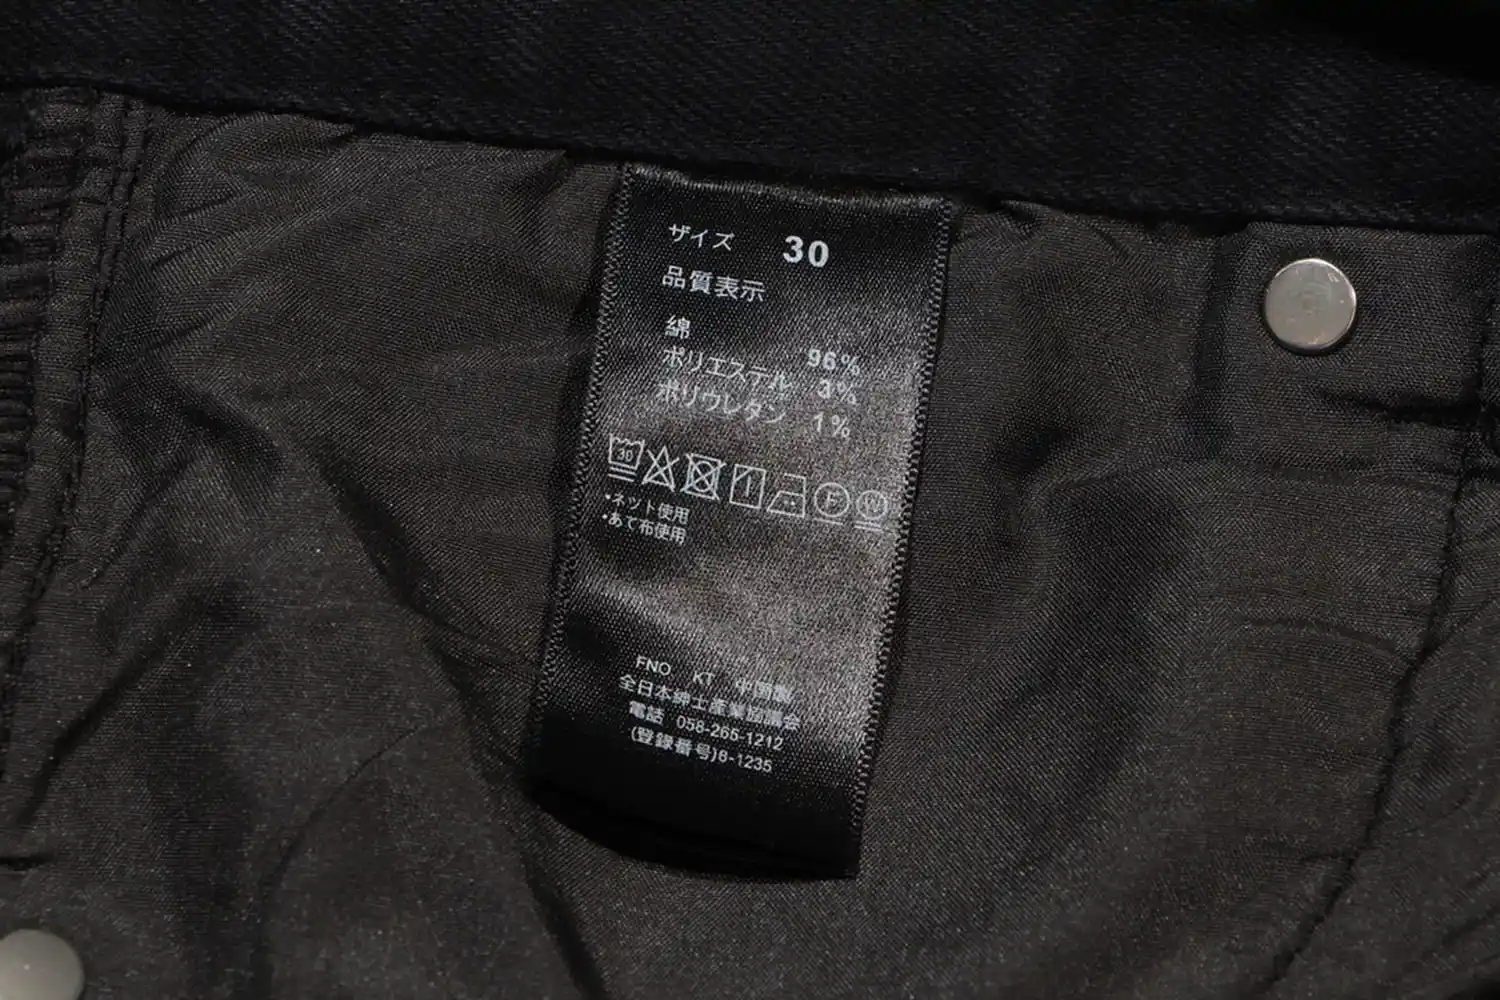 サイズ 30
品質表示
綿 96%
ポリエステル 3%
ポリウレタン 1%
30 F W
•ネット使用
•あて布使用
FNO KT 中国製
全日本紳士産業協議会
電話 058-265-1212
(登録番号)8-1235